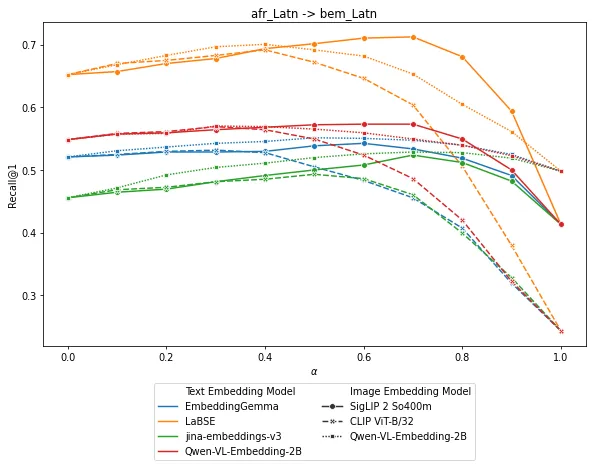 afr_Latn -> bem_Latn
0.7
0.6
0.5
0.4
0.3
Recall@1
0.0 0.2 0.4 0.6 0.8 1.0
α
Text Embedding Model Image Embedding Model
EmbeddingGemma SigLIP 2 So400m
LaBSE CLIP ViT-B/32
jina-embeddings-v3 Qwen-VL-Embedding-2B
Qwen-VL-Embedding-2B